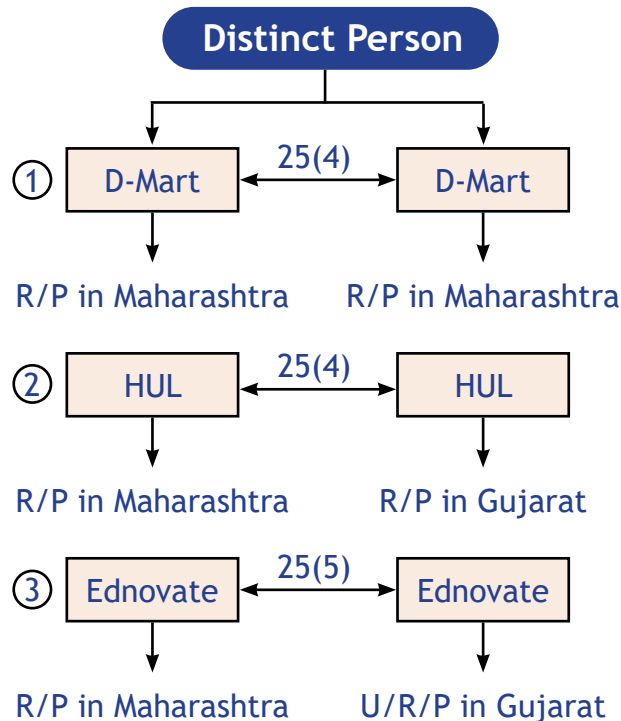 Distinct Person
1 D-Mart 25(4) D-Mart
R/P in Maharashtra R/P in Maharashtra
2 HUL 25(4) HUL
R/P in Maharashtra R/P in Gujarat
3 Ednovate 25(5) Ednovate
R/P in Maharashtra U/R/P in Gujarat